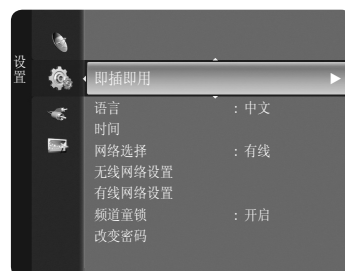 设置
即插即用
语言 : 中文
时间
网络选择 : 有线
无线网络设置
有线网络设置
频道童锁 : 开启
改变密码